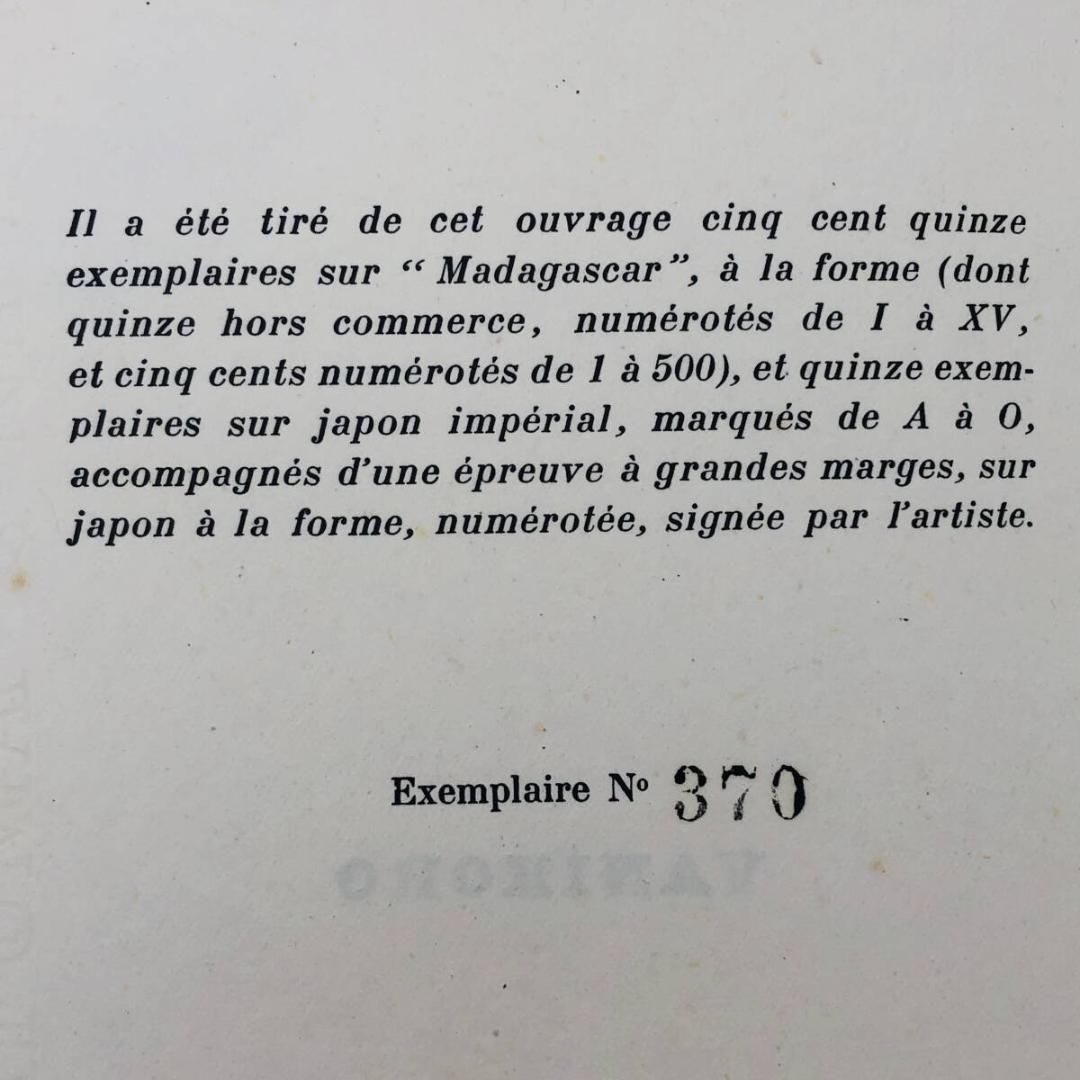 Il a été tiré de cet ouvrage cinq cent quinze
exemplaires sur “ Madagascar ”, à la forme (dont
quinze hors commerce, numérotés de I à XV,
et cinq cents numérotés de 1 à 500), et quinze exem-
plaires sur japon impérial, marqués de A à O,
accompagnés d’une épreuve à grandes marges, sur
japon à la forme, numérotée, signée par l’artiste.
Exemplaire Nº 370
VANIKORO